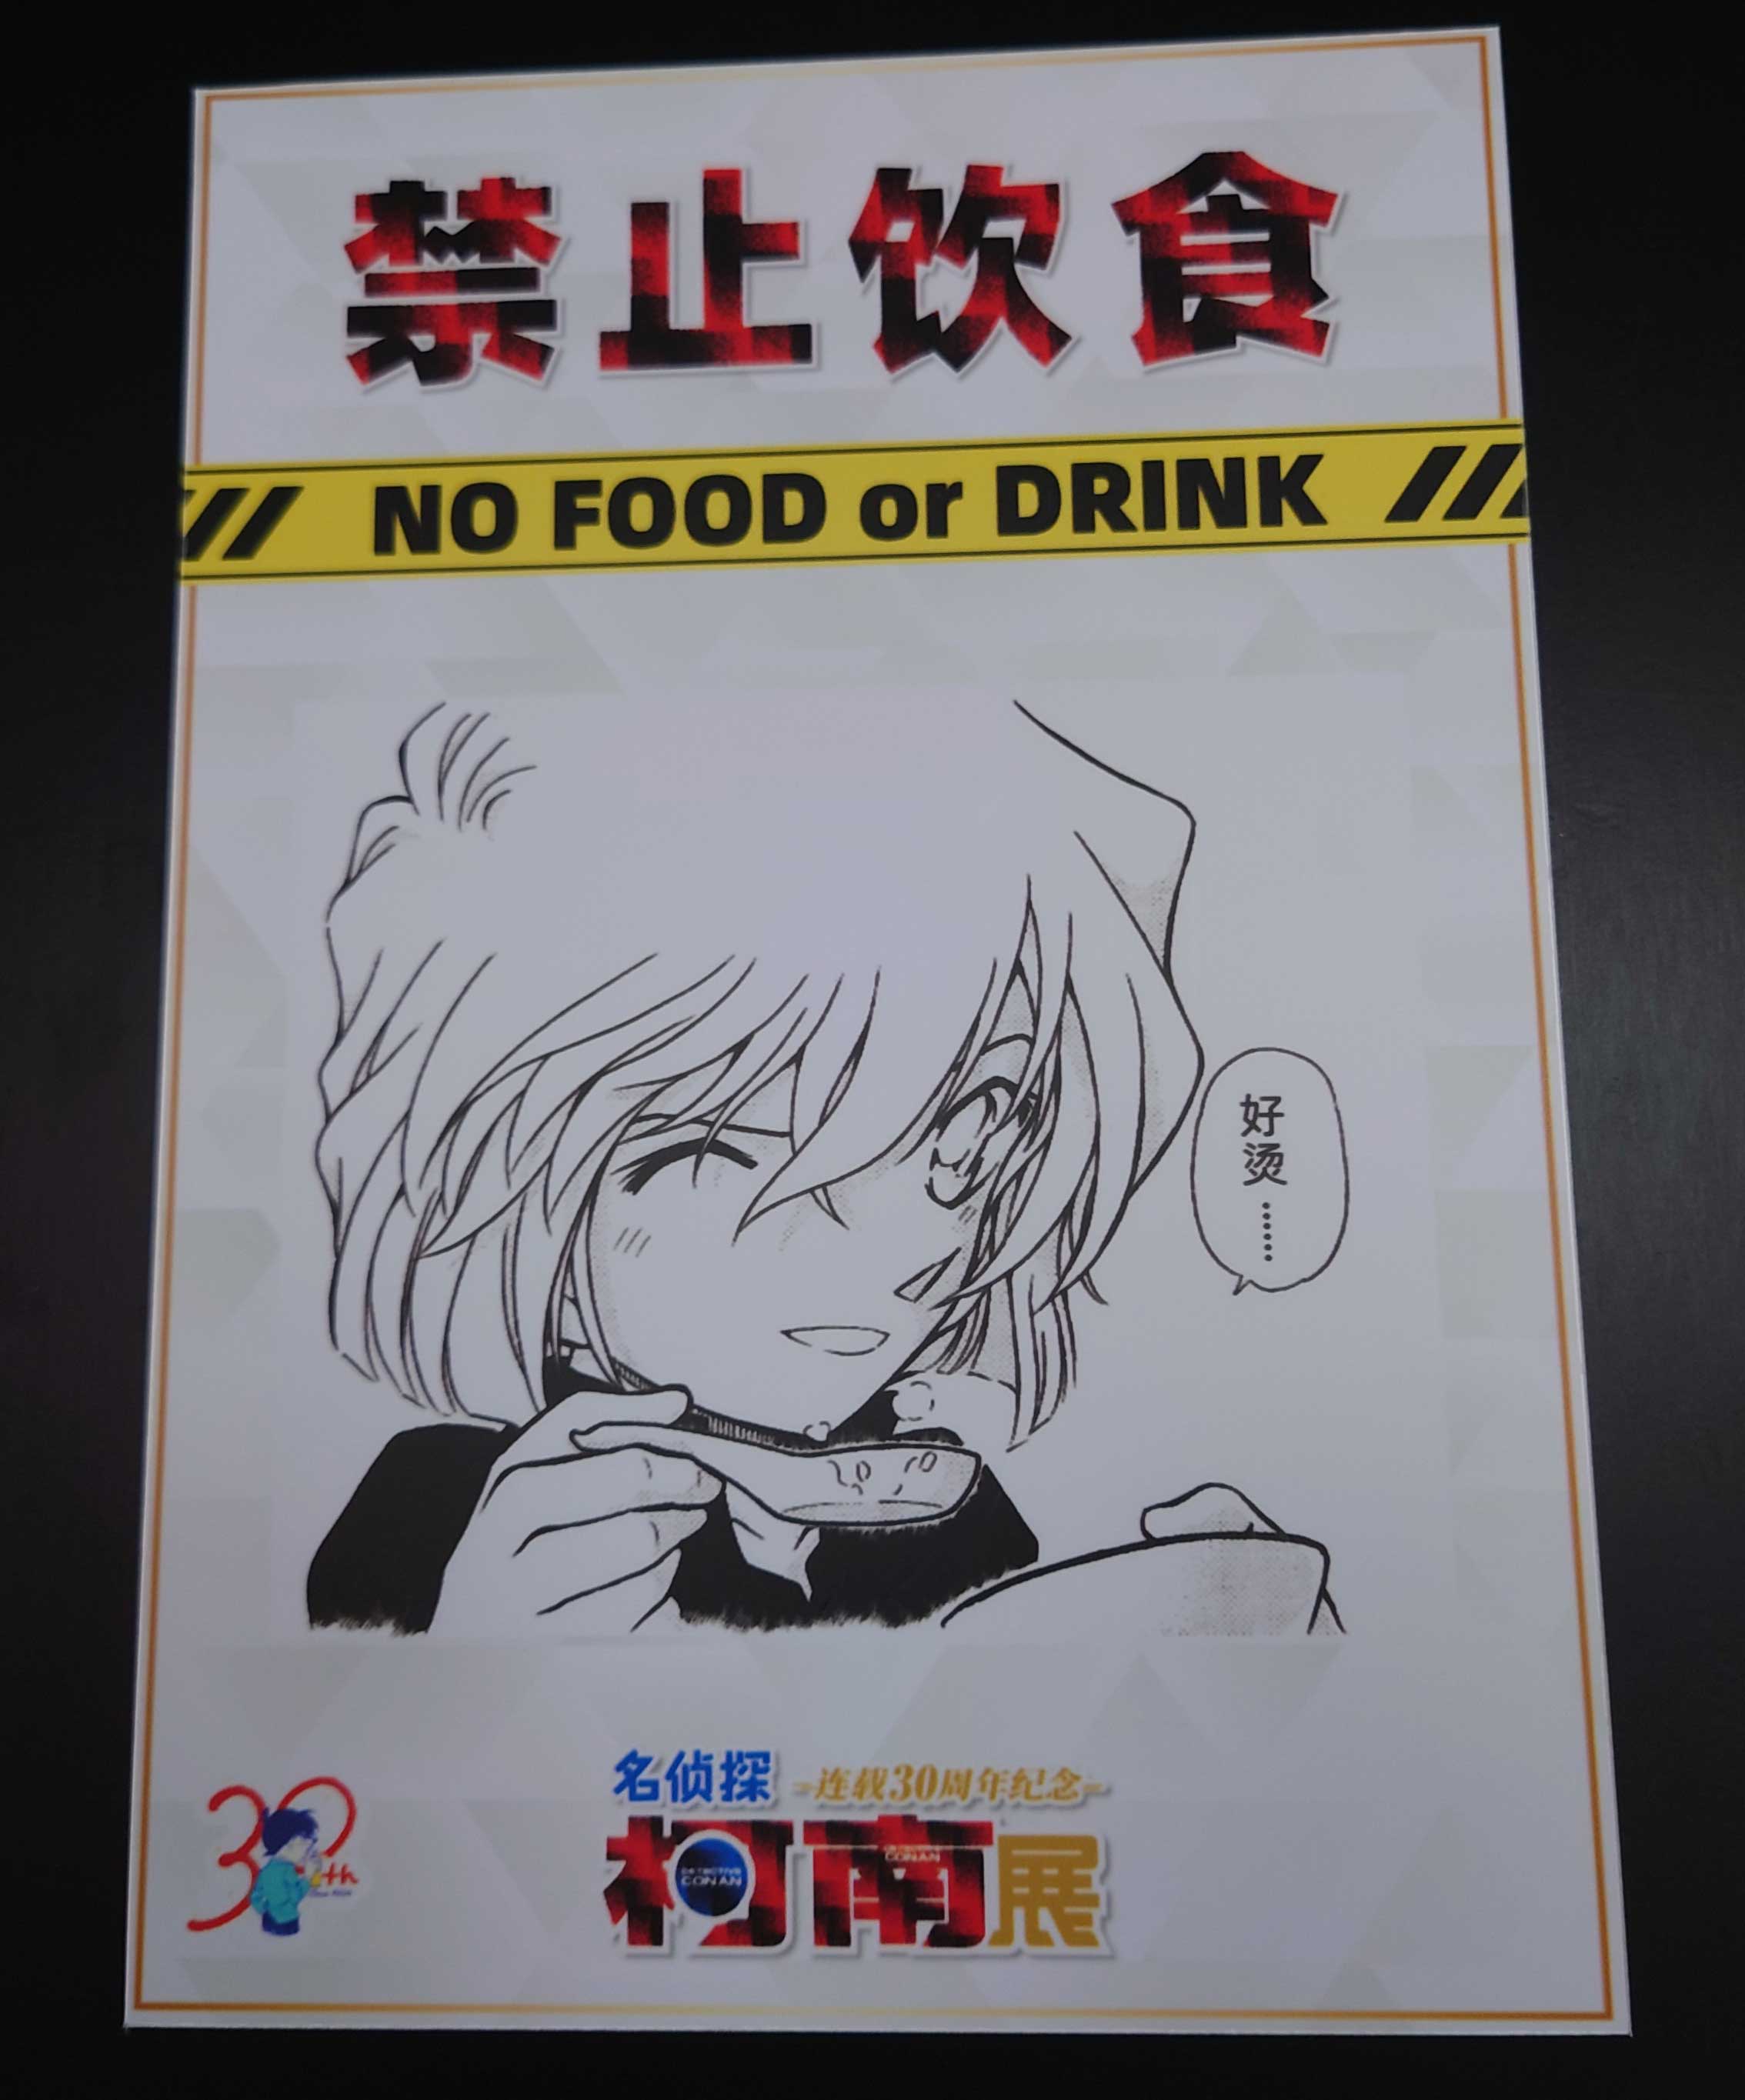 禁止饮食
NO FOOD or DRINK
好烫……
名侦探
连载30周年纪念
柯南展
DETECTIVE
CONAN
CONAN
30th